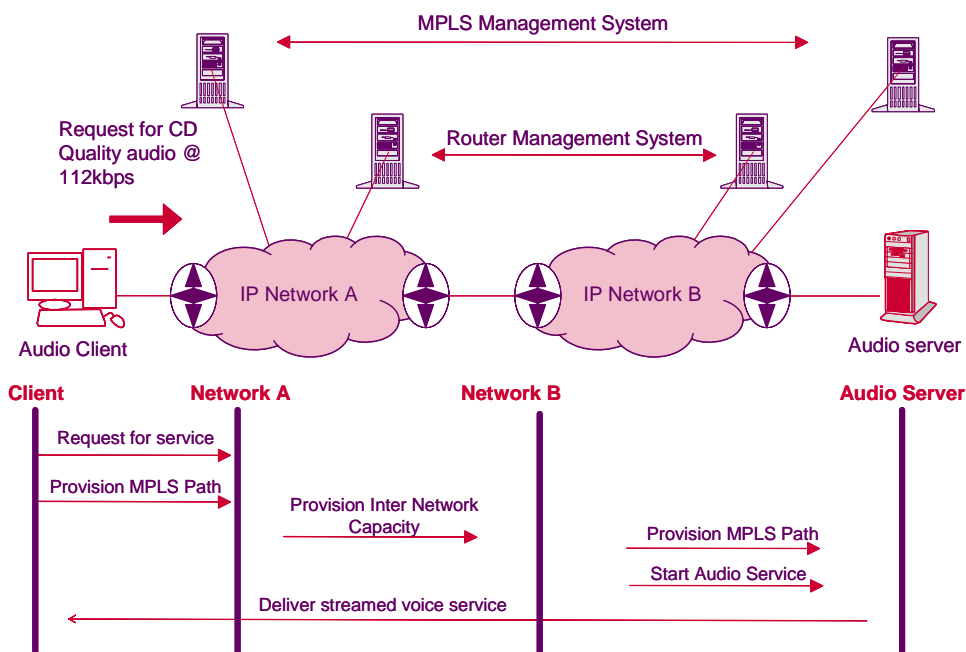 MPLS Management System
Request for CD
Quality audio @
112kbps
Router Management System
IP Network A
IP Network B
Audio Client
Audio server
Client
Network A
Network B
Audio Server
Request for service
Provision MPLS Path
Provision Inter Network
Capacity
Provision MPLS Path
Start Audio Service
Deliver streamed voice service